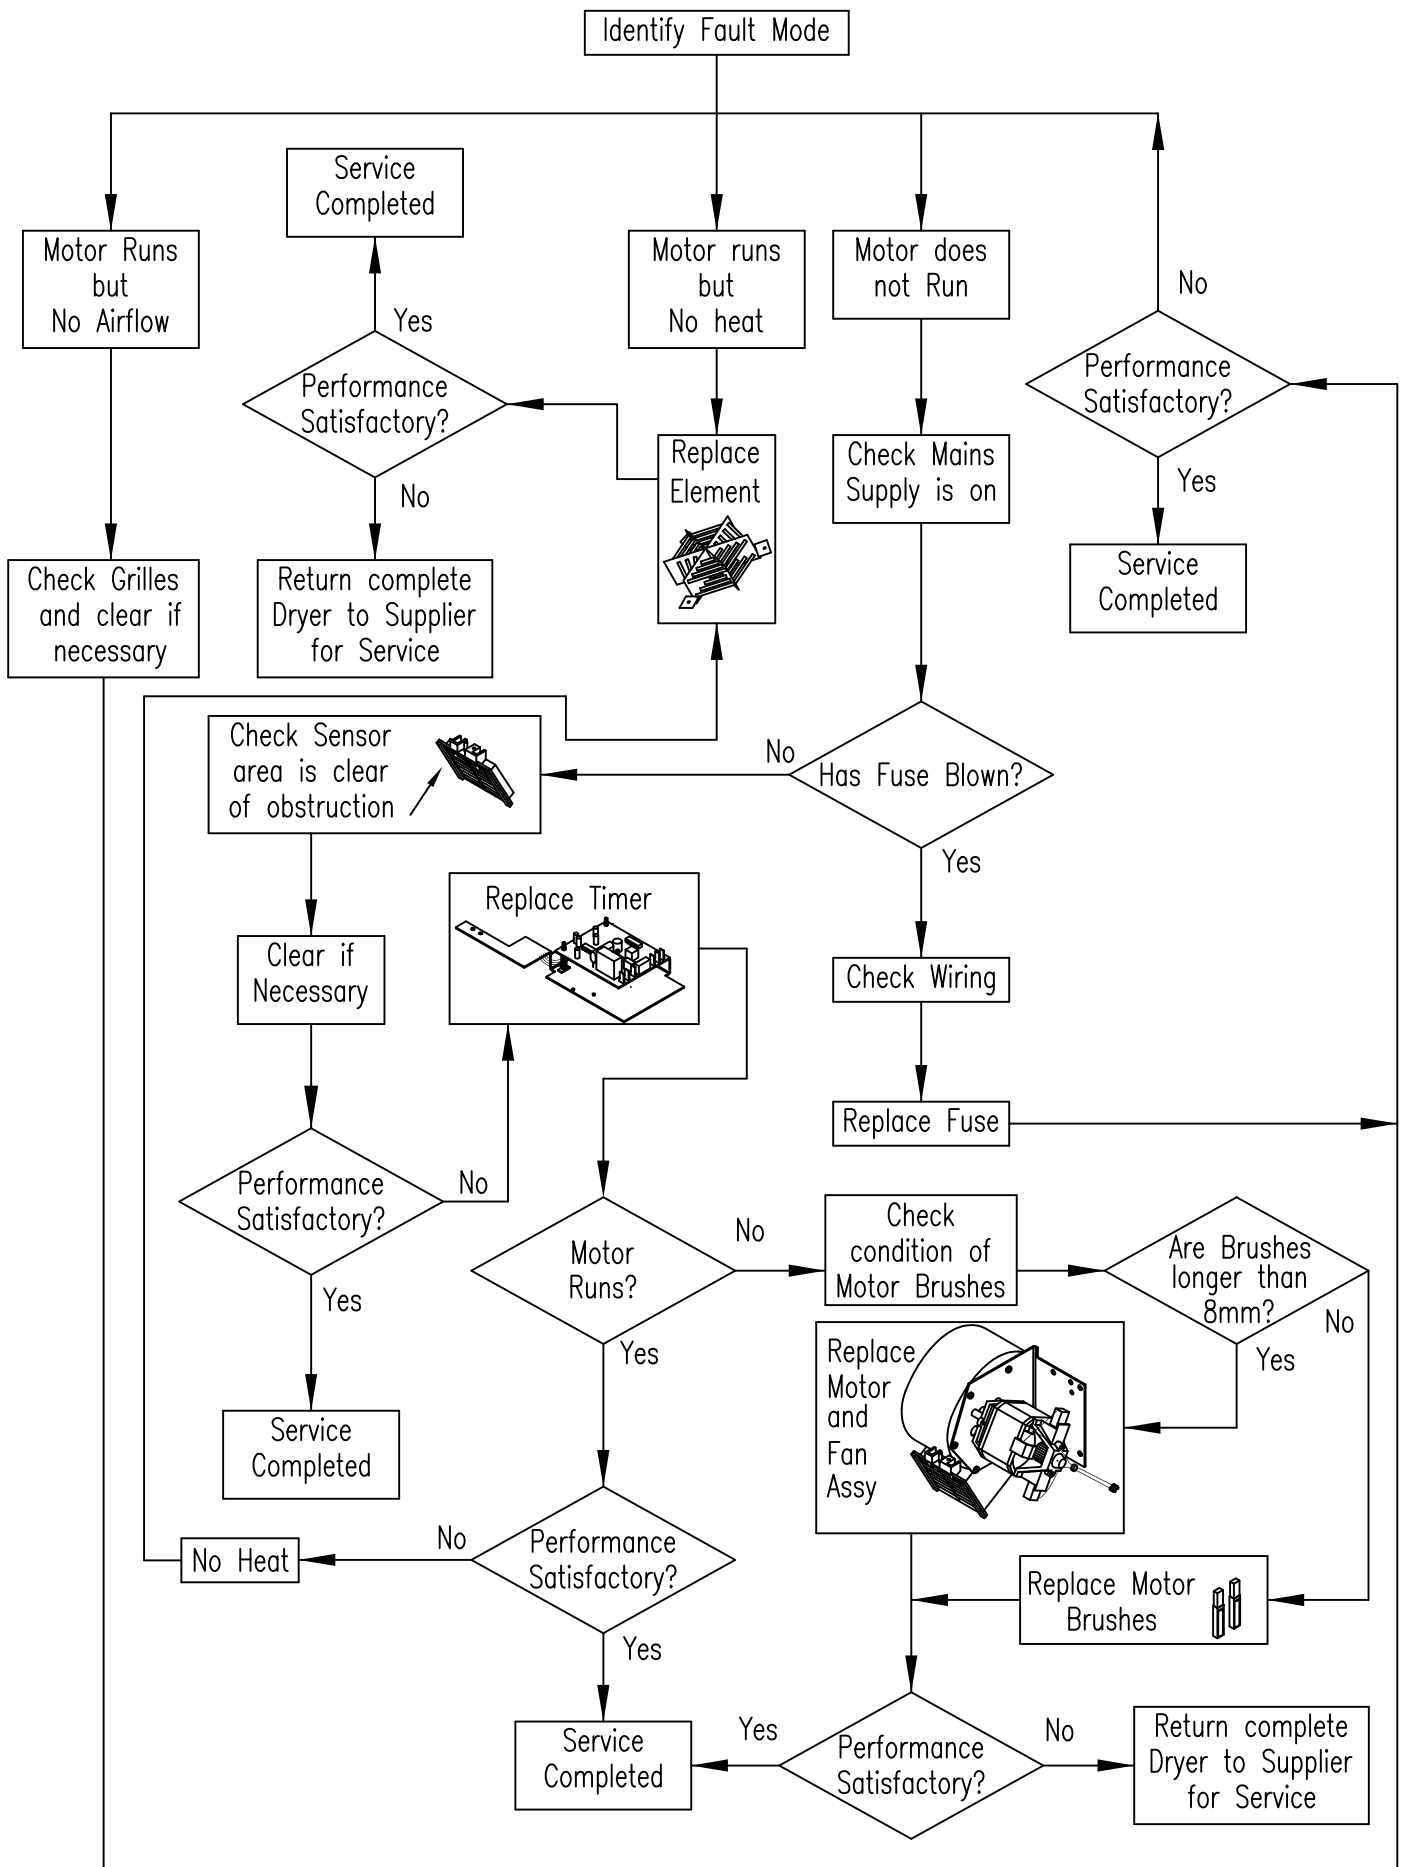 Identify Fault Mode
Service
Completed
Motor Runs
but
No Airflow
Motor runs
but
No heat
Motor does
not Run
No
Yes
Performance
Satisfactory?
Performance
Satisfactory?
Replace
Element
Check Mains
Supply is on
No
Yes
Check Grilles
and clear if
necessary
Return complete
Dryer to Supplier
for Service
Service
Completed
Check Sensor
area is clear
of obstruction
No
Has Fuse Blown?
Yes
Replace Timer
Clear if
Necessary
Check Wiring
Replace Fuse
Performance
Satisfactory?
No
Yes
Motor
Runs?
No
Yes
Check
condition of
Motor Brushes
Are Brushes
longer than
8mm?
No
Yes
Replace
Motor
and
Fan
Assy
Service
Completed
No Heat
No
Performance
Satisfactory?
Yes
Replace Motor
Brushes
Service
Completed
Yes
Performance
Satisfactory?
No
Return complete
Dryer to Supplier
for Service